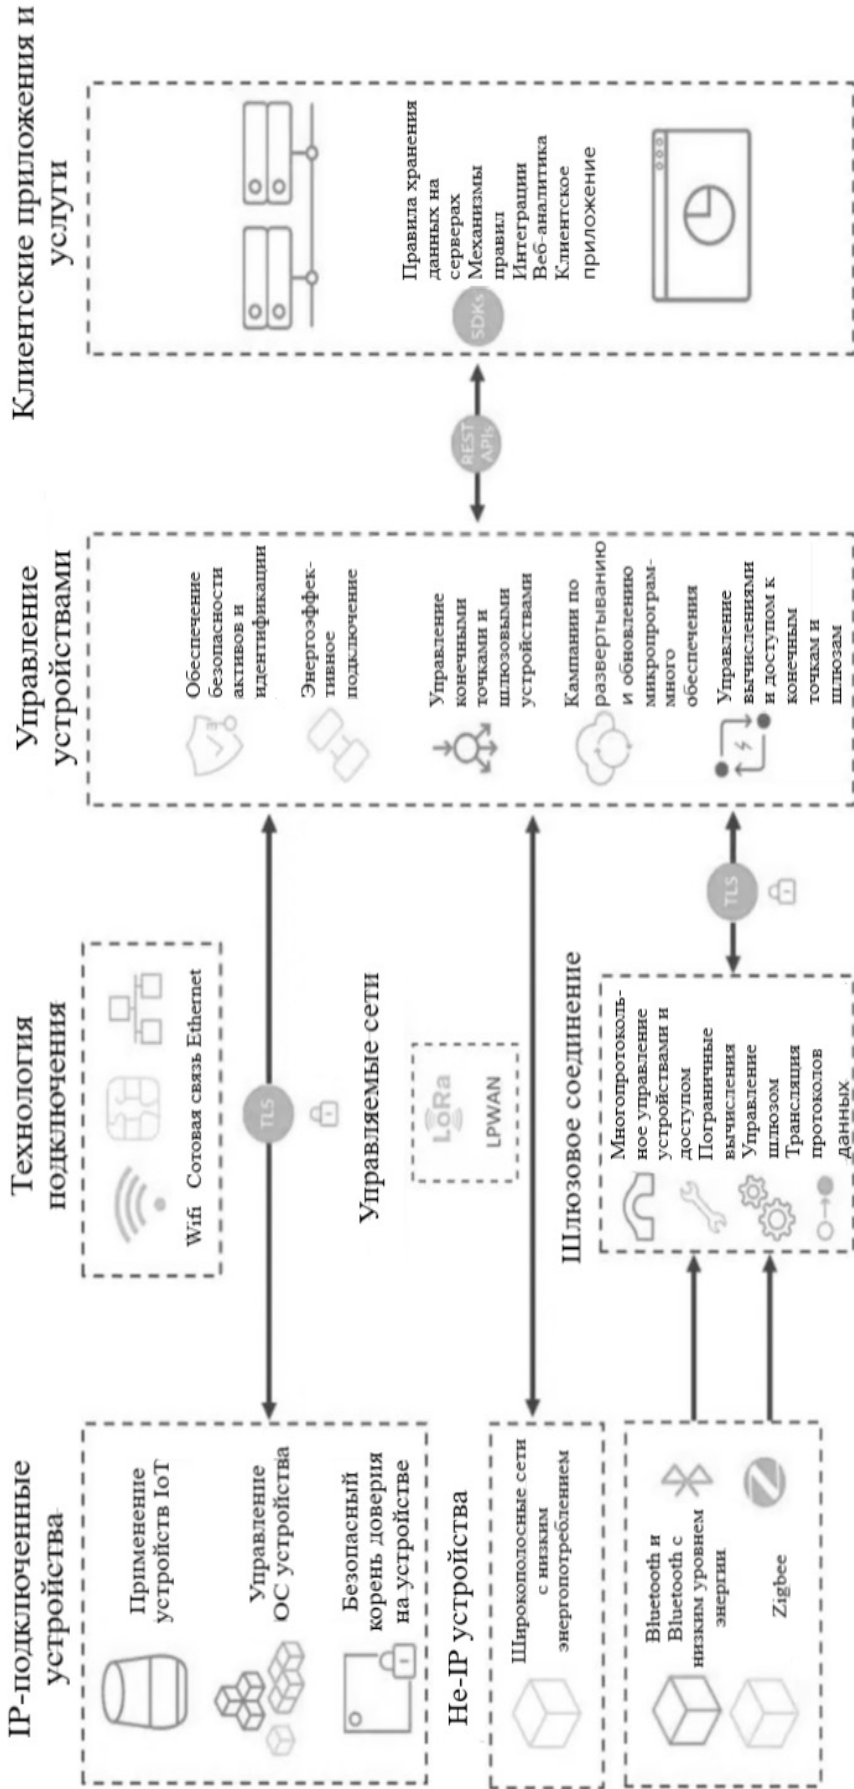 IP-подключенные
устройства
Применение
устройств IoT
Управление
ОС устройства
Безопасный
корень доверия
на устройстве
Не-IP устройства
Широкополосные сети
с низким
энергопотреблением
Bluetooth и
Bluetooth с
низким уровнем
энергии
Zigbee
Технология
подключения
Wifi Сотовая связь Ethernet
TLS
Управляемые сети
LoRa
LPWAN
Шлюзовое соединение
Многопротоколь-
ное управление
устройствами и
доступом
Пограничные
вычисления
Управление
шлюзом
Трансляция
протоколов
данных
TLS
Управление
устройствами
Обеспечение
безопасности
активов и
идентификации
Энергоэффек-
тивное
подключение
Управление
конечными
точками и
шлюзовыми
устройствами
Кампании по
развертыванию
и обновлению
микропрограм-
много
обеспечения
Управление
вычислениями
и доступом к
конечным
точкам и
шлюзам
REST
APIs
Клиентские приложения и
услуги
SDKs
Правила хранения
данных на
серверах
Механизмы
правил
Интеграции
Веб-аналитика
Клиентское
приложение